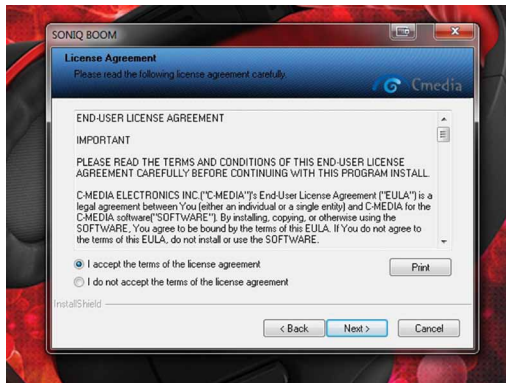 SONIQ BOOM
License Agreement
Please read the following license agreement carefully.
Cmedia
END-USER LICENSE AGREEMENT
IMPORTANT
PLEASE READ THE TERMS AND CONDITIONS OF THIS END-USER LICENSE
AGREEMENT CAREFULLY BEFORE CONTINUING WITH THIS PROGRAM INSTALL.
C-MEDIA ELECTRONICS INC.("C-MEDIA")'s End-User License Agreement ("EULA") is a
legal agreement between You (either an individual or a single entity) and C-MEDIA for the
C-MEDIA software("SOFTWARE"). By installing, copying, or otherwise using the
SOFTWARE, You agree to be bound by the terms of this EULA. If You do not agree to
the terms of this EULA, do not install or use the SOFTWARE.
I accept the terms of the license agreement
Print
I do not accept the terms of the license agreement
InstallShield
< Back
Next >
Cancel